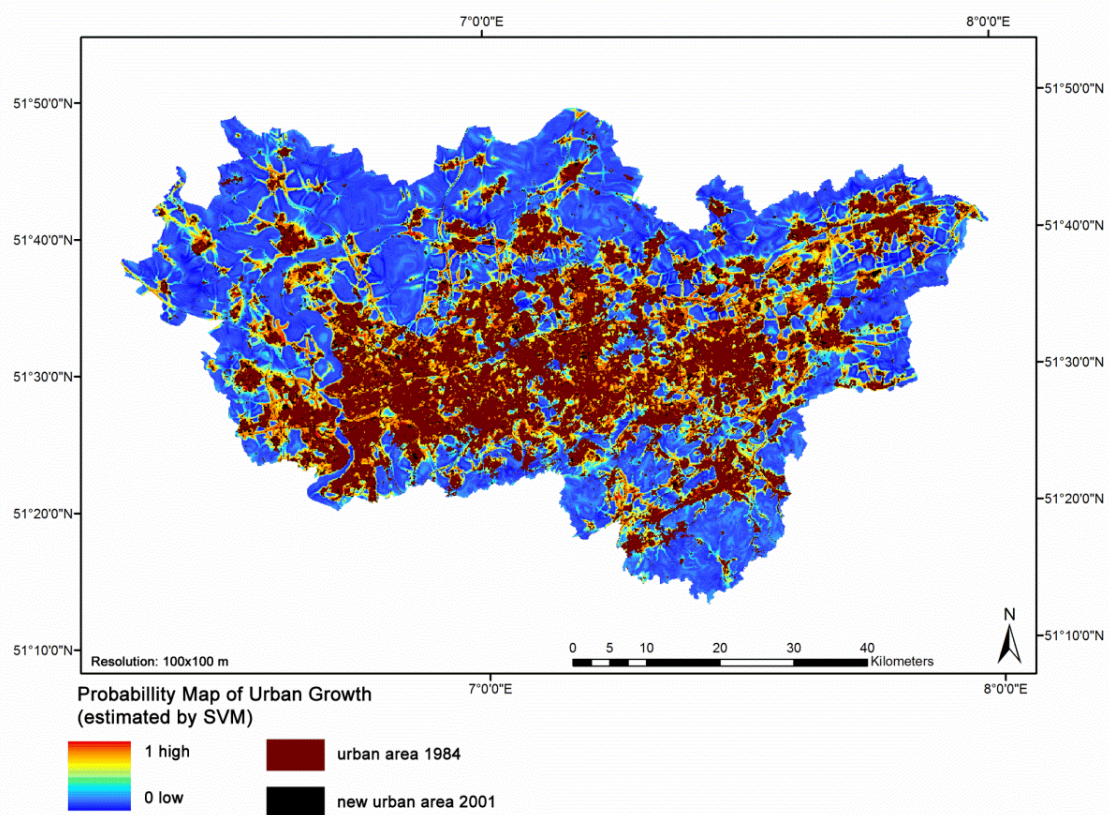 7°0'0"E 8°0'0"E
51°50'0"N 51°50'0"N
51°40'0"N 51°40'0"N
51°30'0"N 51°30'0"N
51°20'0"N 51°20'0"N
N
51°10'0"N 51°10'0"N
0 5 10 20 30 40
Resolution: 100x100 m Kilometers
7°0'0"E 8°0'0"E
Probabillity Map of Urban Growth
(estimated by SVM)
1 high urban area 1984
0 low new urban area 2001